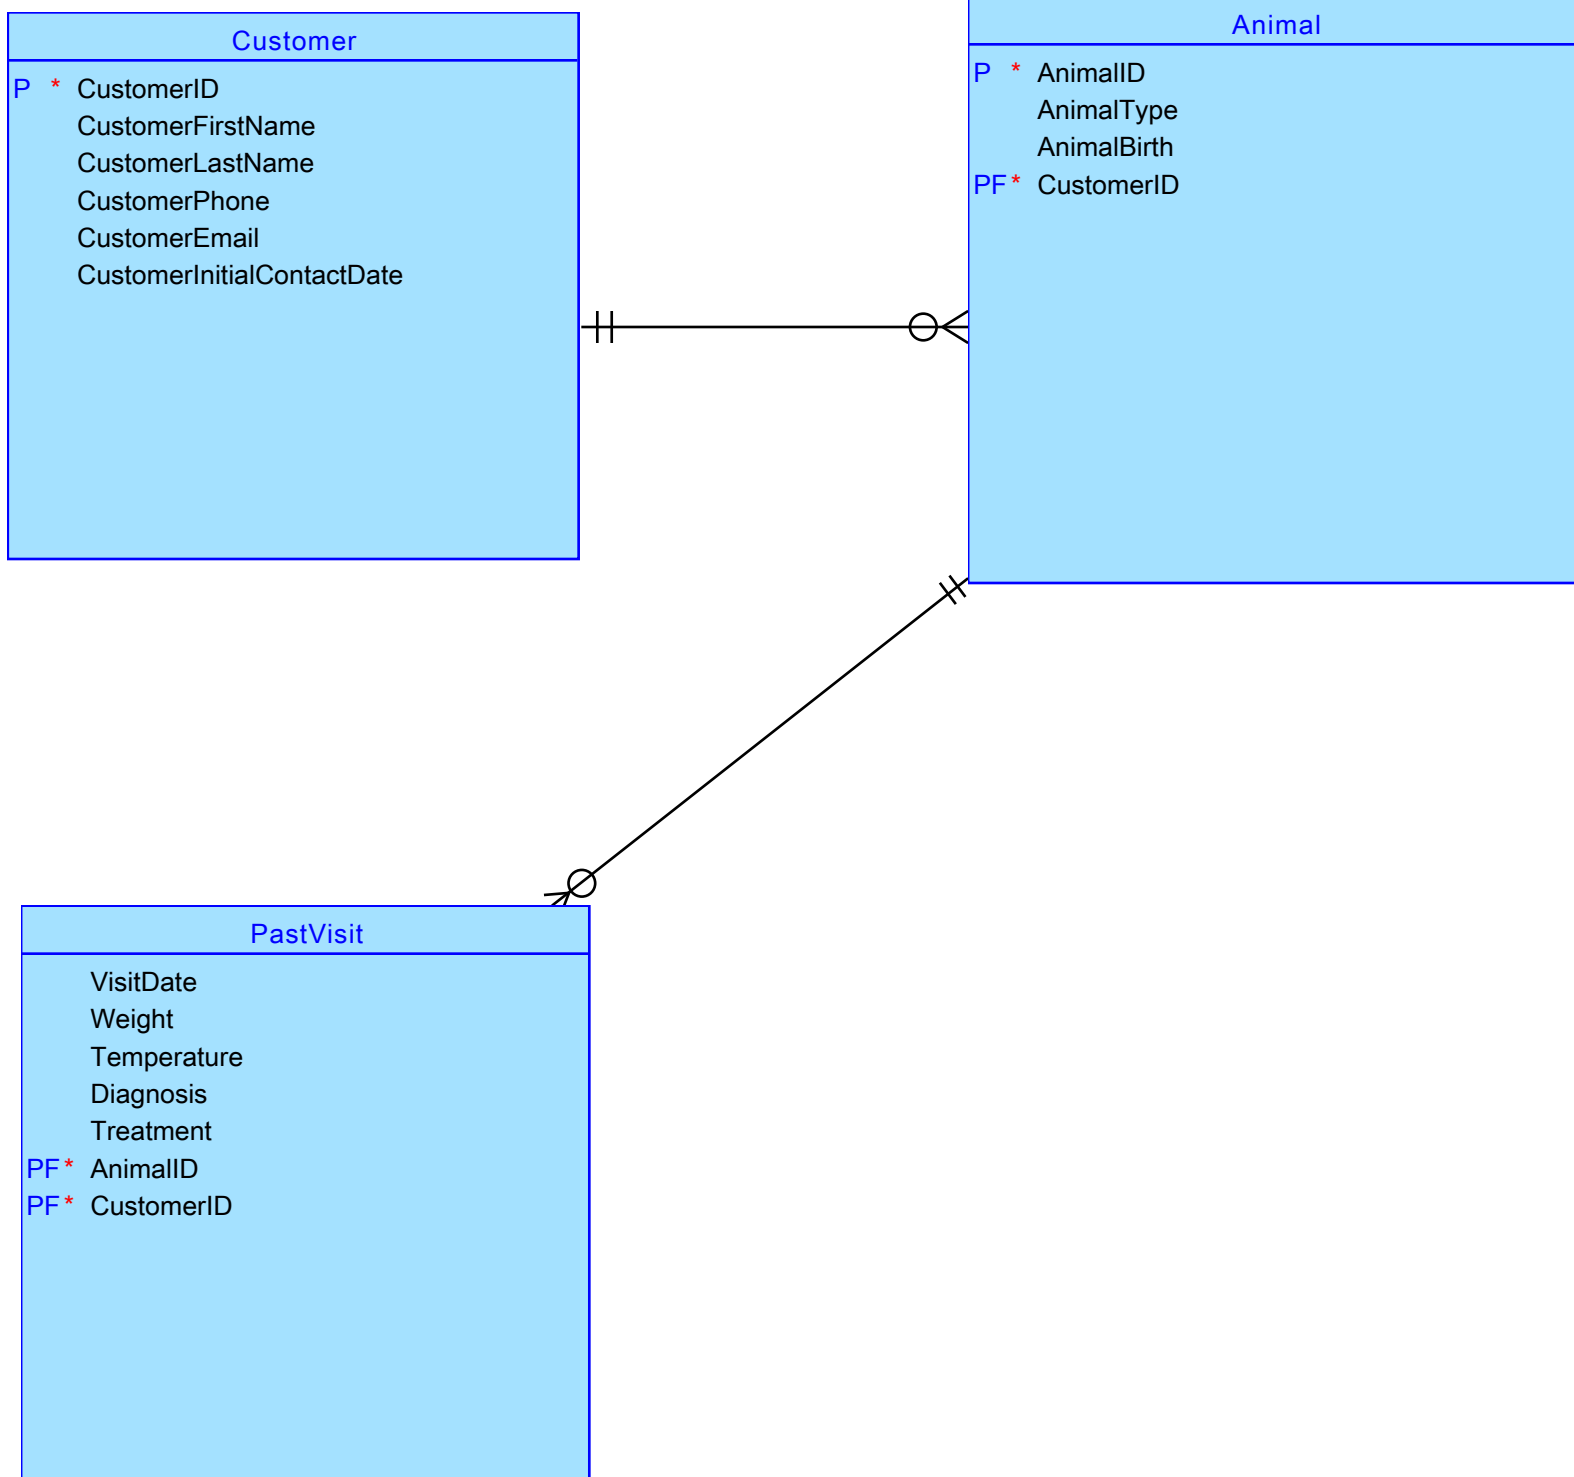 Customer
P * CustomerID
CustomerFirstName
CustomerLastName
CustomerPhone
CustomerEmail
CustomerInitialContactDate
Animal
P * AnimalID
AnimalType
AnimalBirth
PF * CustomerID
PastVisit
VisitDate
Weight
Temperature
Diagnosis
Treatment
PF * AnimalID
PF * CustomerID